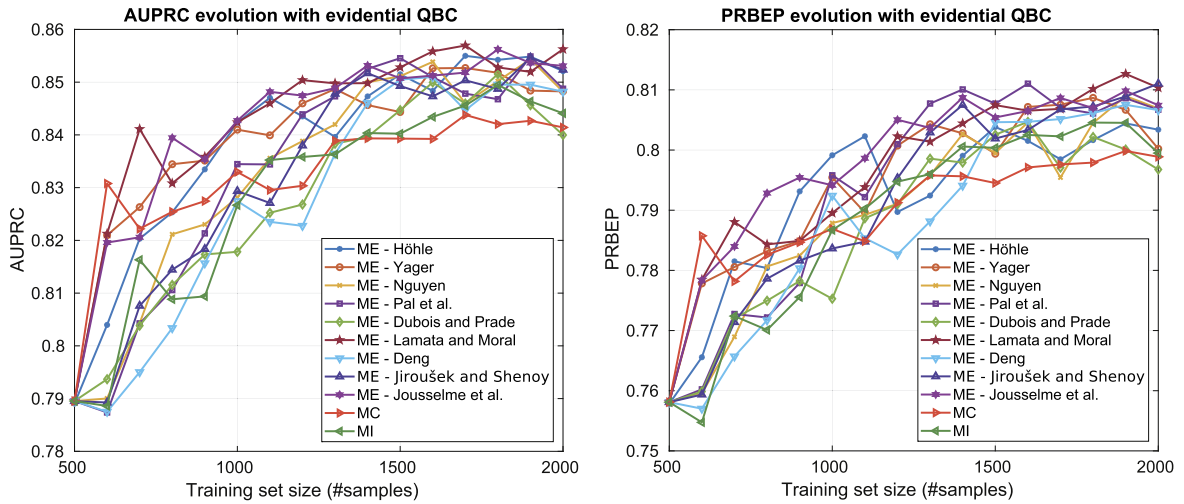 AUPRC evolution with evidential QBC
0.86
0.85
0.84
0.83
0.82
0.81
0.8
0.79
0.78
AUPRC
500
1000
1500
2000
Training set size (#samples)
ME - Höhle
ME - Yager
ME - Nguyen
ME - Pal et al.
ME - Dubois and Prade
ME - Lamata and Moral
ME - Deng
ME - Jiroušek and Shenoy
ME - Jousselme et al.
MC
MI
PRBEP evolution with evidential QBC
0.82
0.81
0.8
0.79
0.78
0.77
0.76
0.75
PRBEP
500
1000
1500
2000
Training set size (#samples)
ME - Höhle
ME - Yager
ME - Nguyen
ME - Pal et al.
ME - Dubois and Prade
ME - Lamata and Moral
ME - Deng
ME - Jiroušek and Shenoy
ME - Jousselme et al.
MC
MI